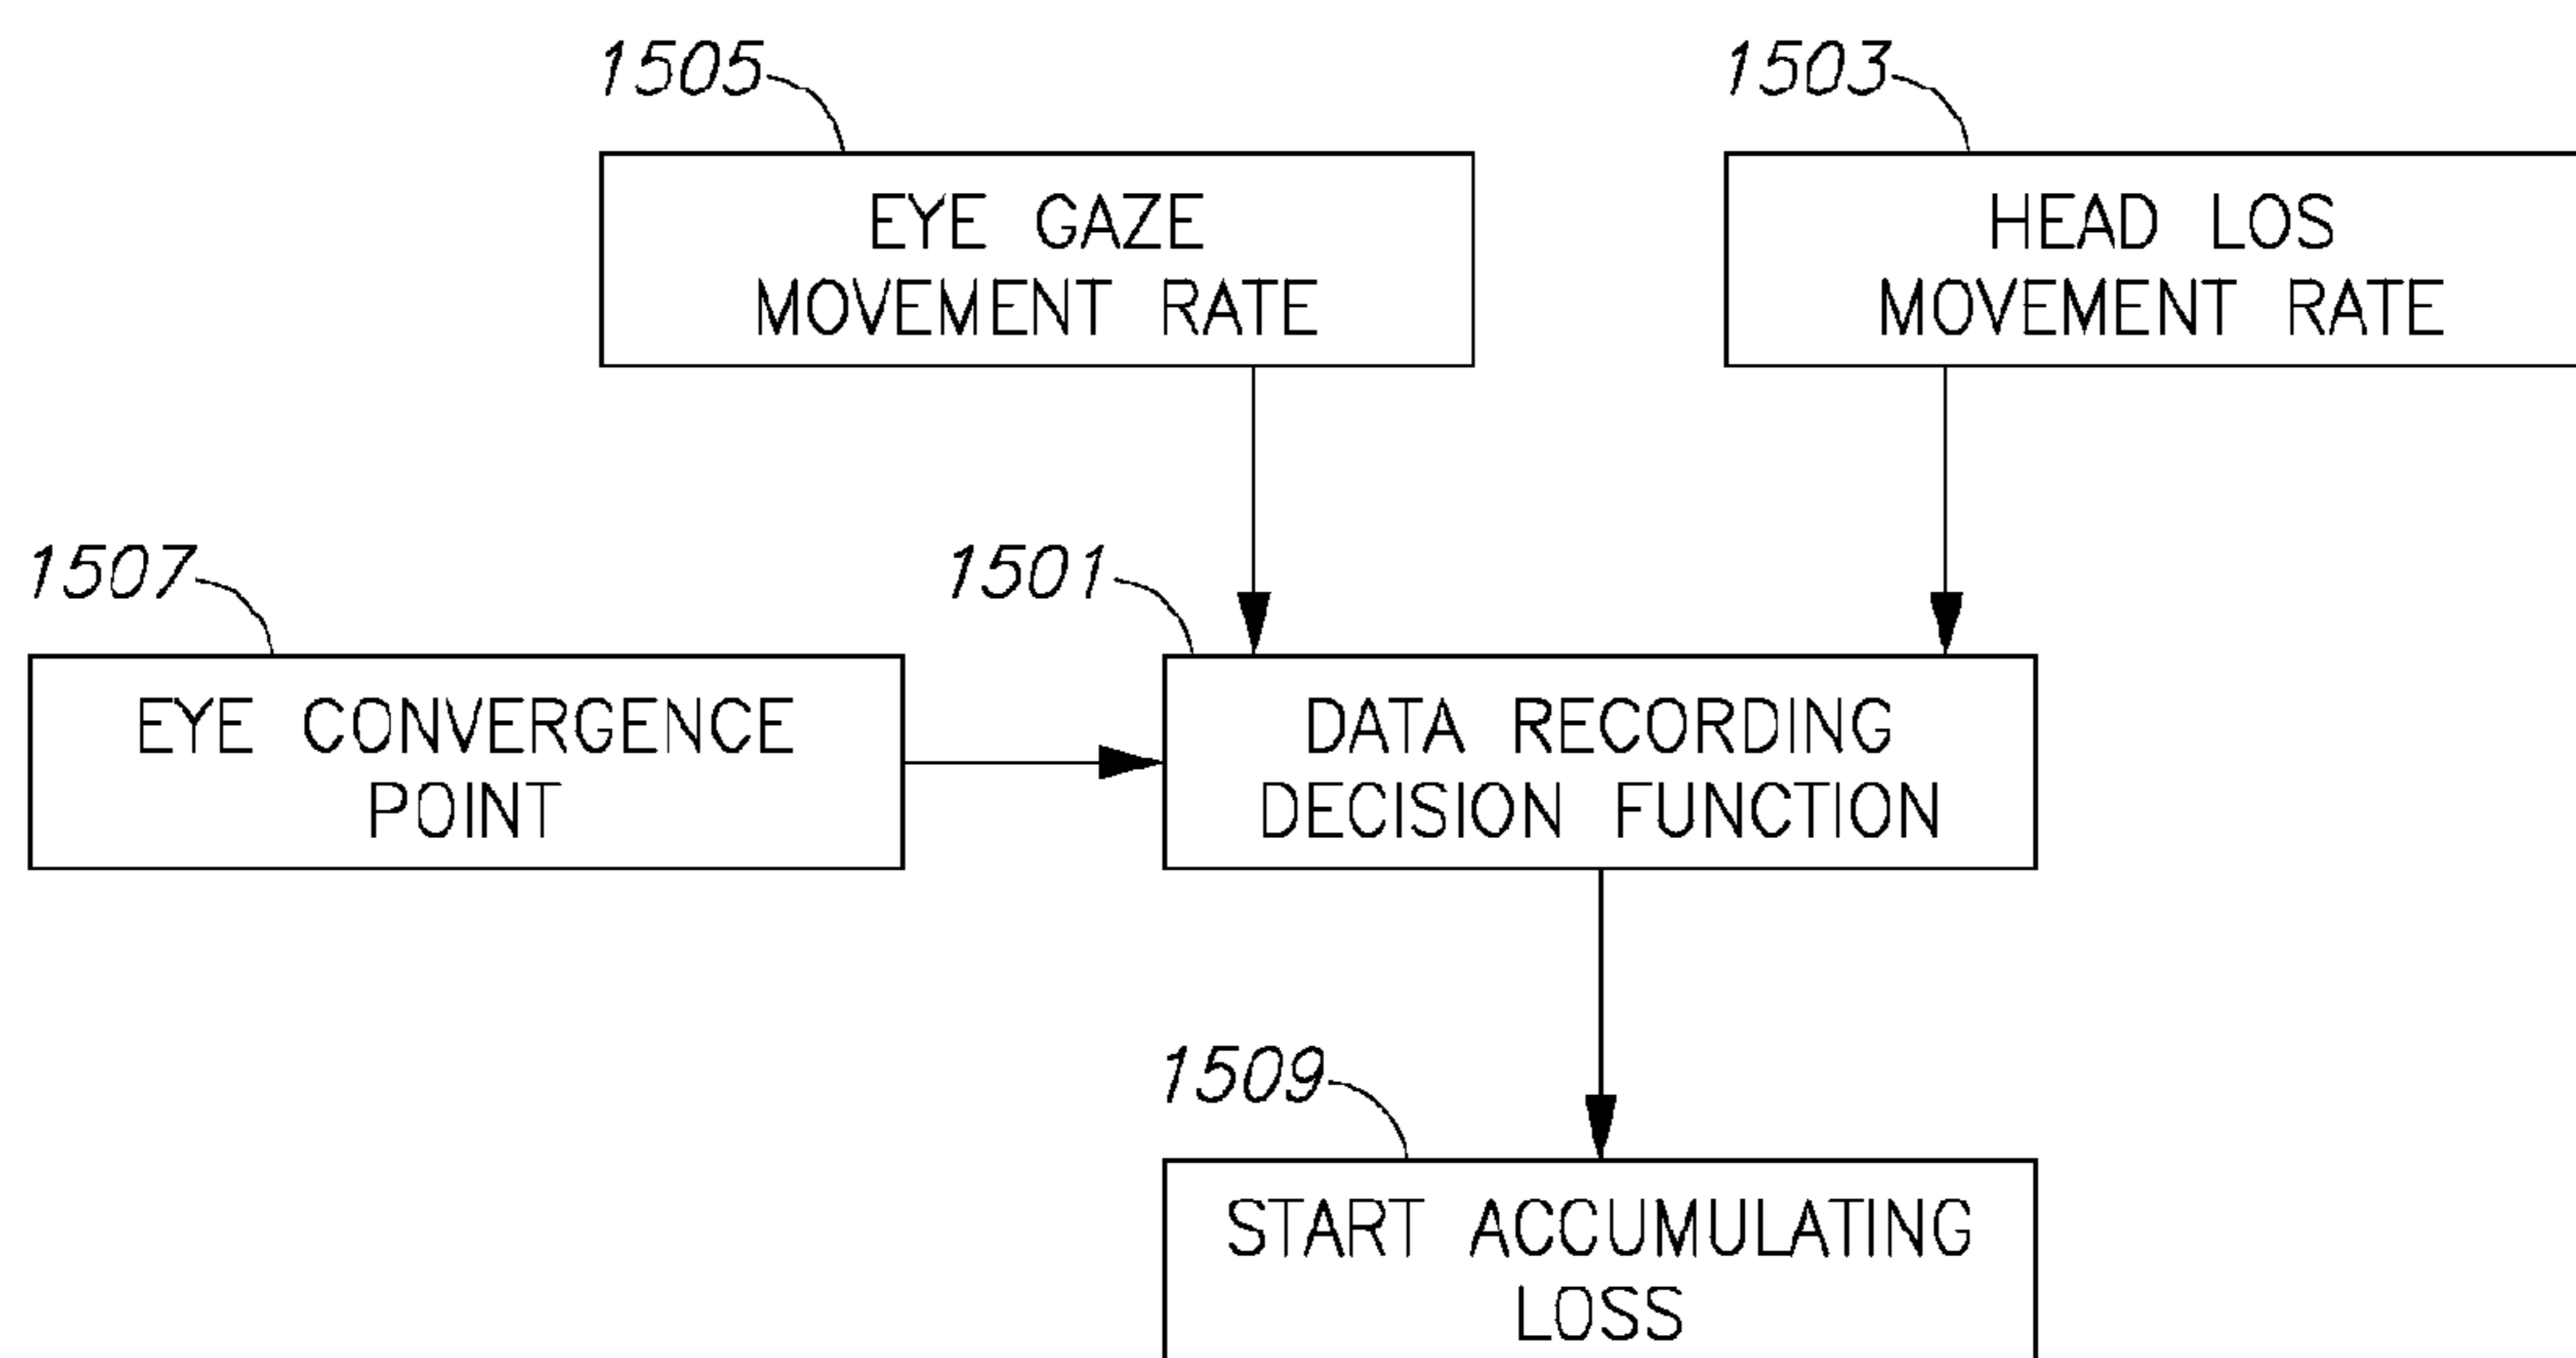 1505
EYE GAZE
MOVEMENT RATE
1503
HEAD LOS
MOVEMENT RATE
1507
EYE CONVERGENCE
POINT
1501
DATA RECORDING
DECISION FUNCTION
1509
START ACCUMULATING
LOSS